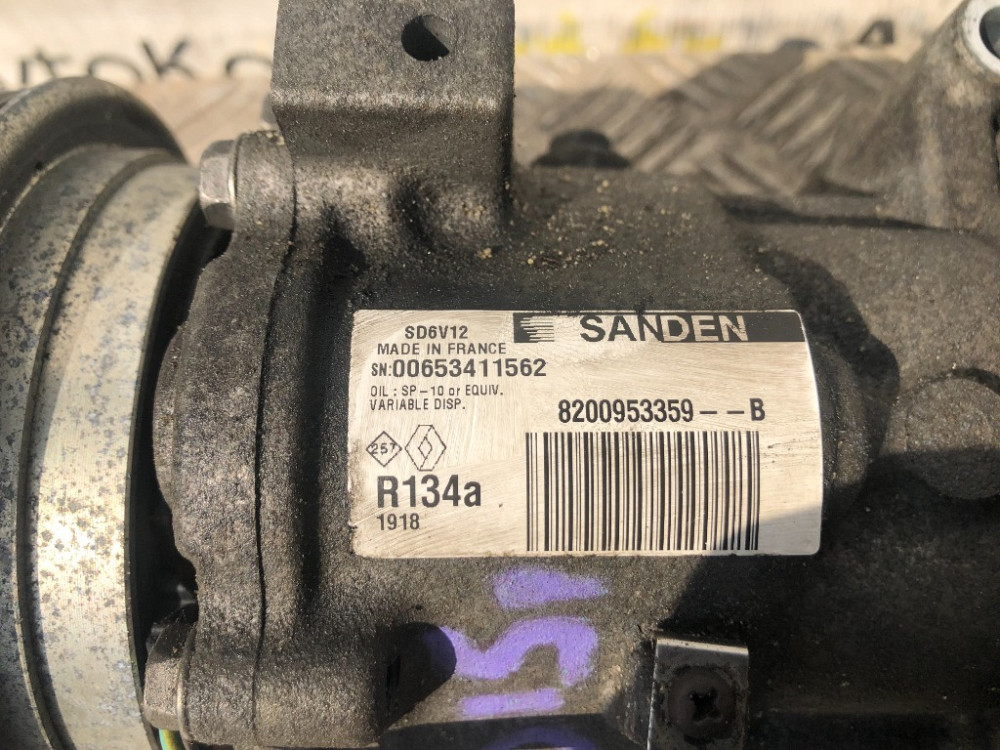 SD6V12
SANDEN
MADE IN FRANCE
SN:00653411562
OIL : SP-10 or EQUIV.
VARIABLE DISP.
8200953359--B
257
R134a
1918